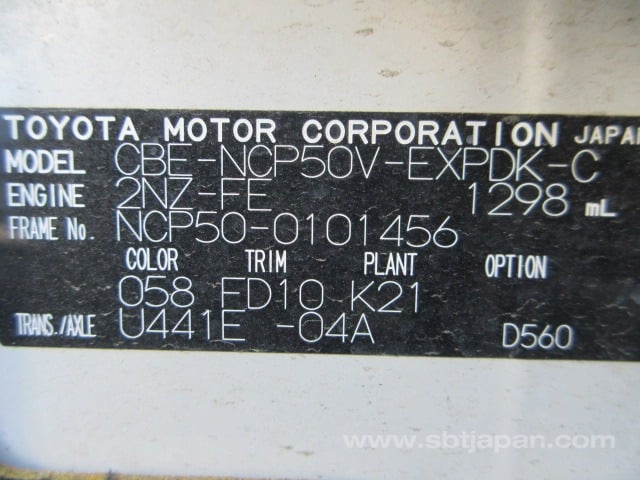 TOYOTA MOTOR CORPORATION JAPAN
MODEL CBE-NCP50V-EXPDK-C
ENGINE 2NZ-FE 1298 mL
FRAME No. NCP50-0101456
COLOR TRIM PLANT OPTION
058 FD10 K21
TRANS./AXLE U441E -04A D560
www.sbtjapan.com